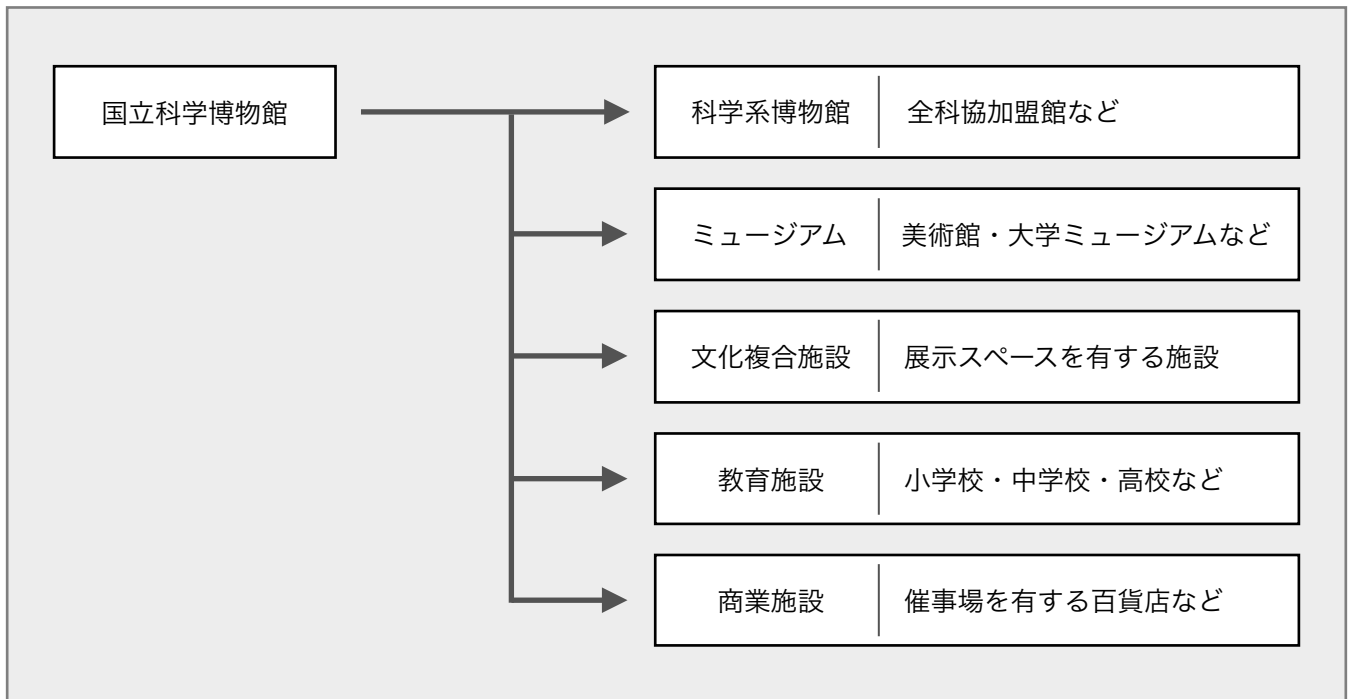 国立科学博物館
科学系博物館 全科協加盟館など
ミュージアム 美術館・大学ミュージアムなど
文化複合施設 展示スペースを有する施設
教育施設 小学校・中学校・高校など
商業施設 催事場を有する百貨店など